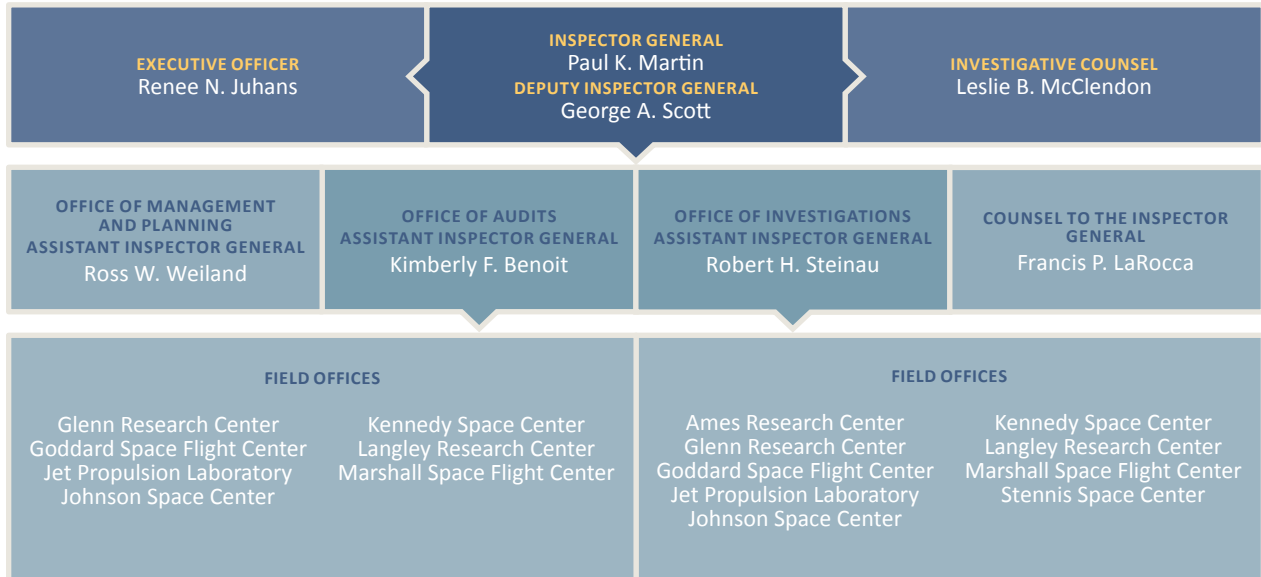 EXECUTIVE OFFICER
Renee N. Juhans
INSPECTOR GENERAL
Paul K. Martin
DEPUTY INSPECTOR GENERAL
George A. Scott
INVESTIGATIVE COUNSEL
Leslie B. McClendon
OFFICE OF MANAGEMENT
AND PLANNING
ASSISTANT INSPECTOR GENERAL
Ross W. Weiland
OFFICE OF AUDITS
ASSISTANT INSPECTOR GENERAL
Kimberly F. Benoit
OFFICE OF INVESTIGATIONS
ASSISTANT INSPECTOR GENERAL
Robert H. Steinau
COUNSEL TO THE INSPECTOR
GENERAL
Francis P. LaRocca
FIELD OFFICES
Glenn Research Center
Goddard Space Flight Center
Jet Propulsion Laboratory
Johnson Space Center
Kennedy Space Center
Langley Research Center
Marshall Space Flight Center
FIELD OFFICES
Ames Research Center
Glenn Research Center
Goddard Space Flight Center
Jet Propulsion Laboratory
Johnson Space Center
Kennedy Space Center
Langley Research Center
Marshall Space Flight Center
Stennis Space Center